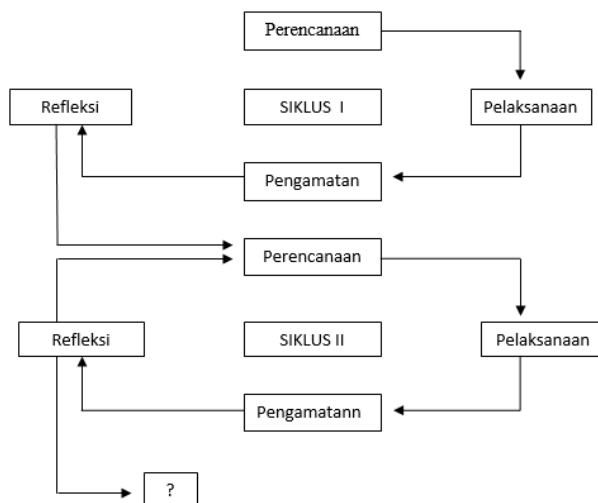 Perencanaan
Refleksi
SIKLUS I
Pelaksanaan
Pengamatan
Perencanaan
Refleksi
SIKLUS II
Pelaksanaan
Pengamatann
?